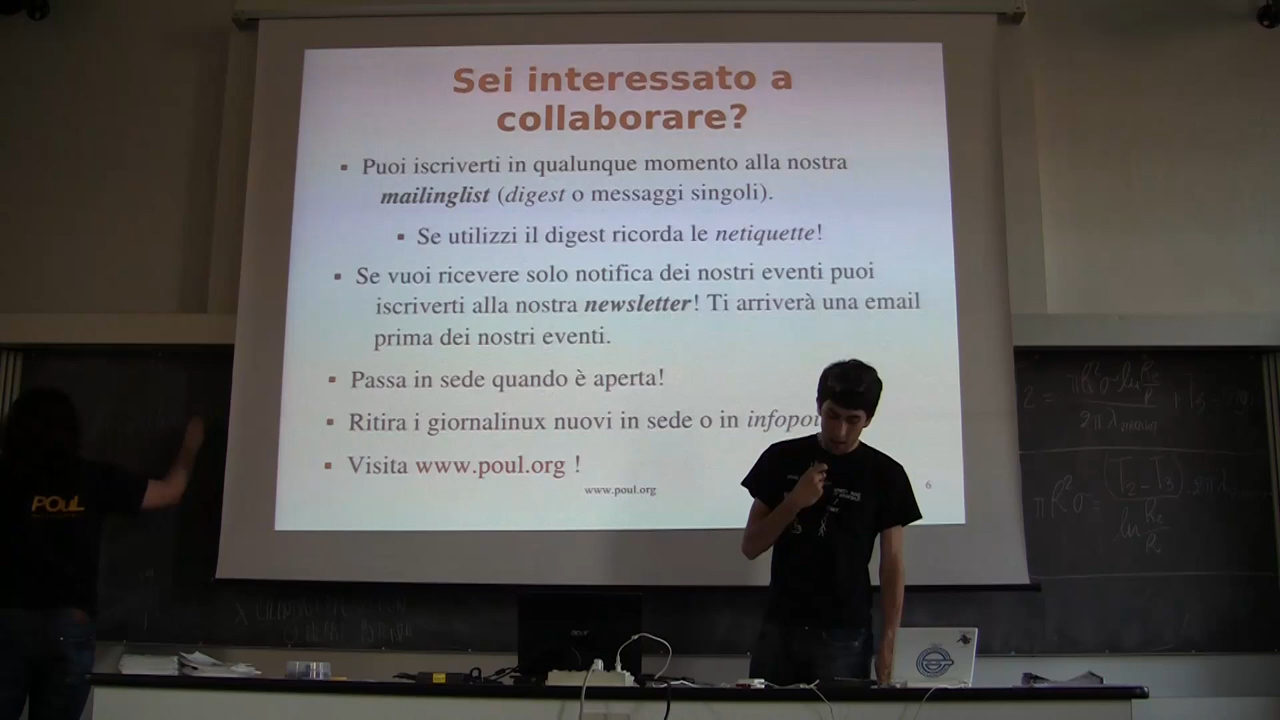 Sei interessato a
collaborare?
▪ Puoi iscriverti in qualunque momento alla nostra
mailinglist (digest o messaggi singoli).
▪ Se utilizzi il digest ricorda le netiquette!
▪ Se vuoi ricevere solo notifica dei nostri eventi puoi
iscriverti alla nostra newsletter! Ti arriverà una email
prima dei nostri eventi.
▪ Passa in sede quando è aperta!
▪ Ritira i giornalinux nuovi in sede o in
▪ Visita www.poul.org !
www.poul.org
6
POuL
acer